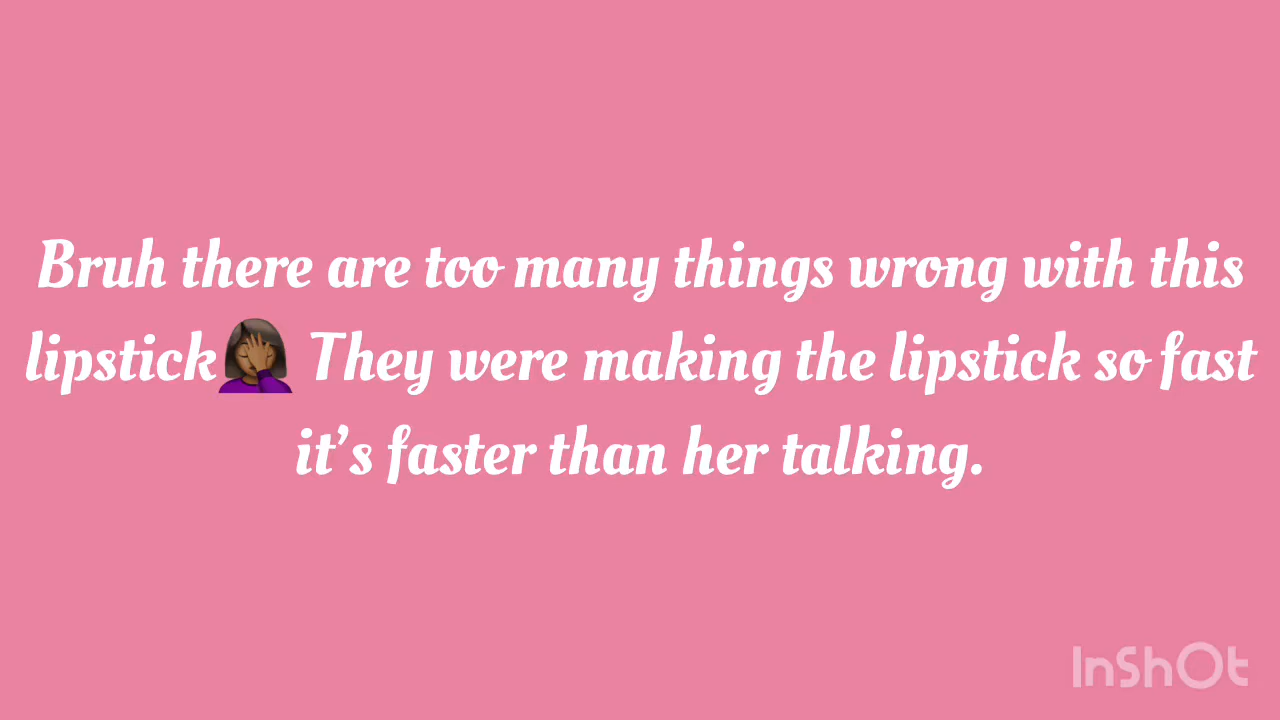 Bruh there are too many things wrong with this
lipstick🤦🏾‍♀️ They were making the lipstick so fast
it’s faster than her talking.
InShOt